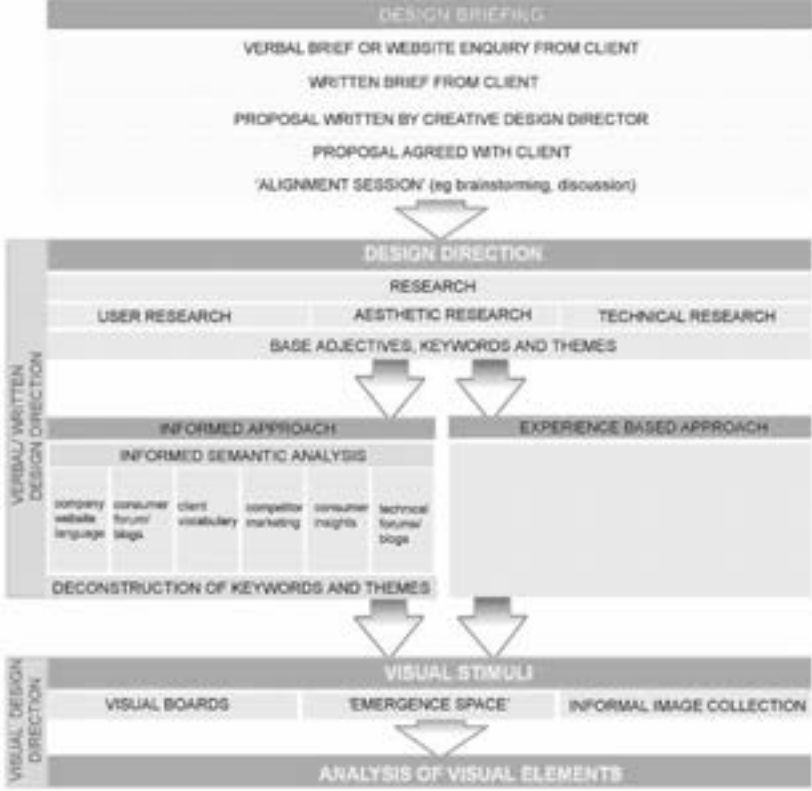 DESIGN BRIEFING
VERBAL BRIEF OR WEBSITE ENQUIRY FROM CLIENT
WRITTEN BRIEF FROM CLIENT
PROPOSAL WRITTEN BY CREATIVE DESIGN DIRECTOR
PROPOSAL AGREED WITH CLIENT
'ALIGNMENT SESSION' (eg brainstorming, discussion)
VERBAL/ WRITTEN
DESIGN DIRECTION
DESIGN DIRECTION
RESEARCH
USER RESEARCH
AESTHETIC RESEARCH
TECHNICAL RESEARCH
BASE ADJECTIVES, KEYWORDS AND THEMES
INFORMED APPROACH
INFORMED SEMANTIC ANALYSIS
company
website
language
consumer
forum/
blogs
client
vocabulary
competitor
marketing
consumer
insights
technical
forums/
blogs
DECONSTRUCTION OF KEYWORDS AND THEMES
EXPERIENCE BASED APPROACH
VISUAL DESIGN
DIRECTION
VISUAL STIMULI
VISUAL BOARDS
'EMERGENCE SPACE'
INFORMAL IMAGE COLLECTION
ANALYSIS OF VISUAL ELEMENTS